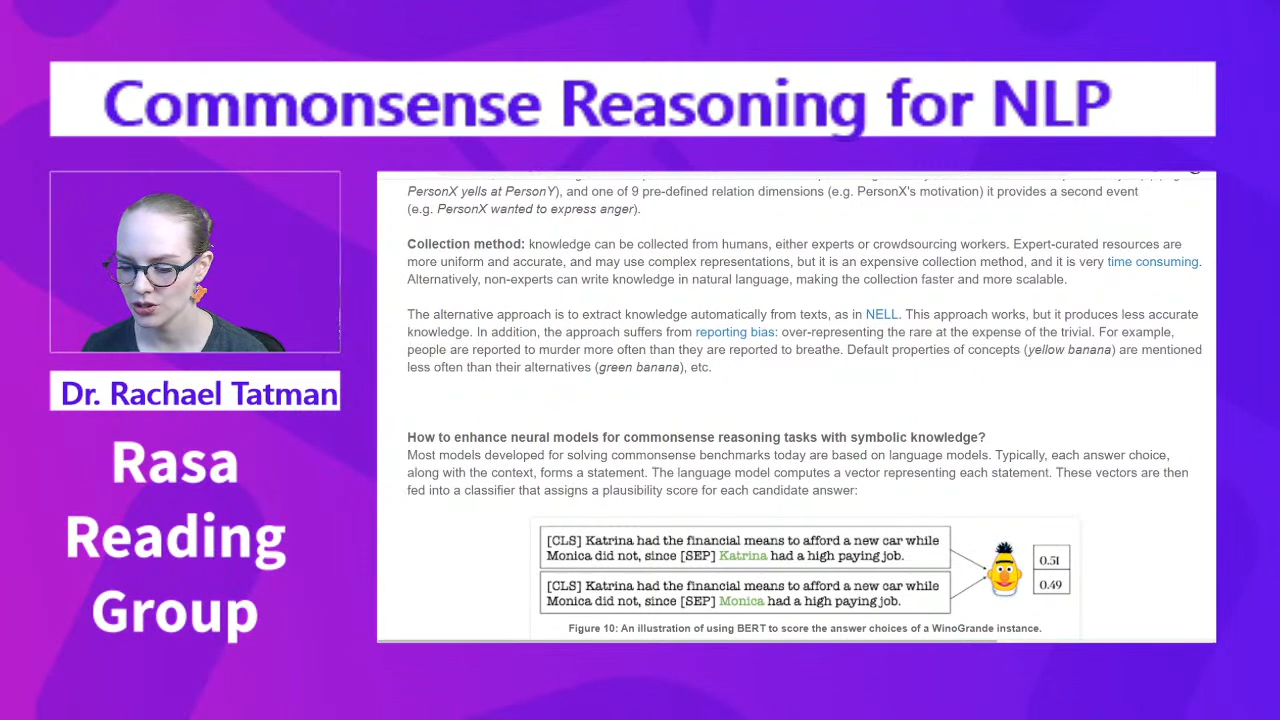 Commonsense Reasoning for NLP
PersonX yells at PersonY), and one of 9 pre-defined relation dimensions (e.g. PersonX's motivation) it provides a second event
(e.g. PersonX wanted to express anger).
Collection method: knowledge can be collected from humans, either experts or crowdsourcing workers. Expert-curated resources are
more uniform and accurate, and may use complex representations, but it is an expensive collection method, and it is very time consuming.
Alternatively, non-experts can write knowledge in natural language, making the collection faster and more scalable.
The alternative approach is to extract knowledge automatically from texts, as in NELL. This approach works, but it produces less accurate
knowledge. In addition, the approach suffers from reporting bias: over-representing the rare at the expense of the trivial. For example,
people are reported to murder more often than they are reported to breathe. Default properties of concepts (yellow banana) are mentioned
less often than their alternatives (green banana), etc.
How to enhance neural models for commonsense reasoning tasks with symbolic knowledge?
Most models developed for solving commonsense benchmarks today are based on language models. Typically, each answer choice,
along with the context, forms a statement. The language model computes a vector representing each statement. These vectors are then
fed into a classifier that assigns a plausibility score for each candidate answer:
[CLS] Katrina had the financial means to afford a new car while
Monica did not, since [SEP] Katrina had a high paying job.
[CLS] Katrina had the financial means to afford a new car while
Monica did not, since [SEP] Monica had a high paying job.
0.51
0.49
Figure 10: An illustration of using BERT to score the answer choices of a WinoGrande instance.
Dr. Rachael Tatman
Rasa
Reading
Group